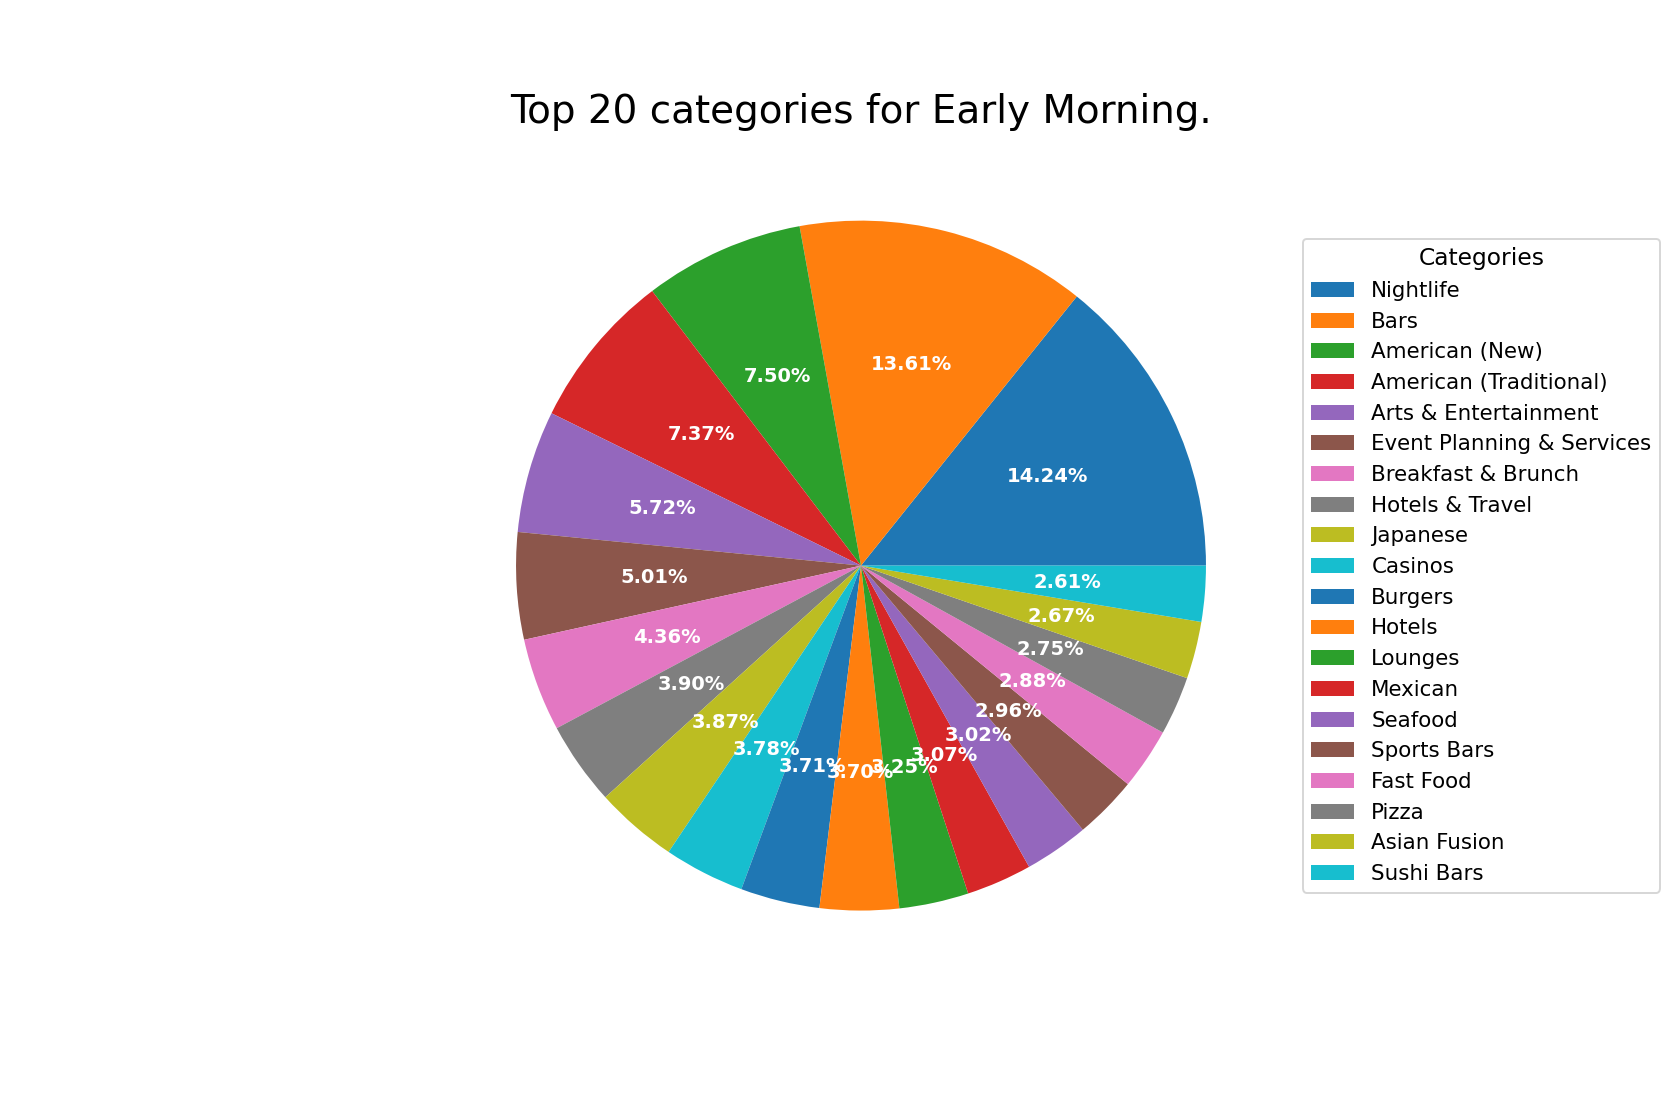 Top 20 categories for Early Morning.
14.24%
13.61%
7.50%
7.37%
5.72%
5.01%
4.36%
3.90%
3.87%
3.78%
3.71%
3.70%
3.25%
3.07%
3.02%
2.96%
2.88%
2.75%
2.67%
2.61%
Categories
Nightlife
Bars
American (New)
American (Traditional)
Arts & Entertainment
Event Planning & Services
Breakfast & Brunch
Hotels & Travel
Japanese
Casinos
Burgers
Hotels
Lounges
Mexican
Seafood
Sports Bars
Fast Food
Pizza
Asian Fusion
Sushi Bars